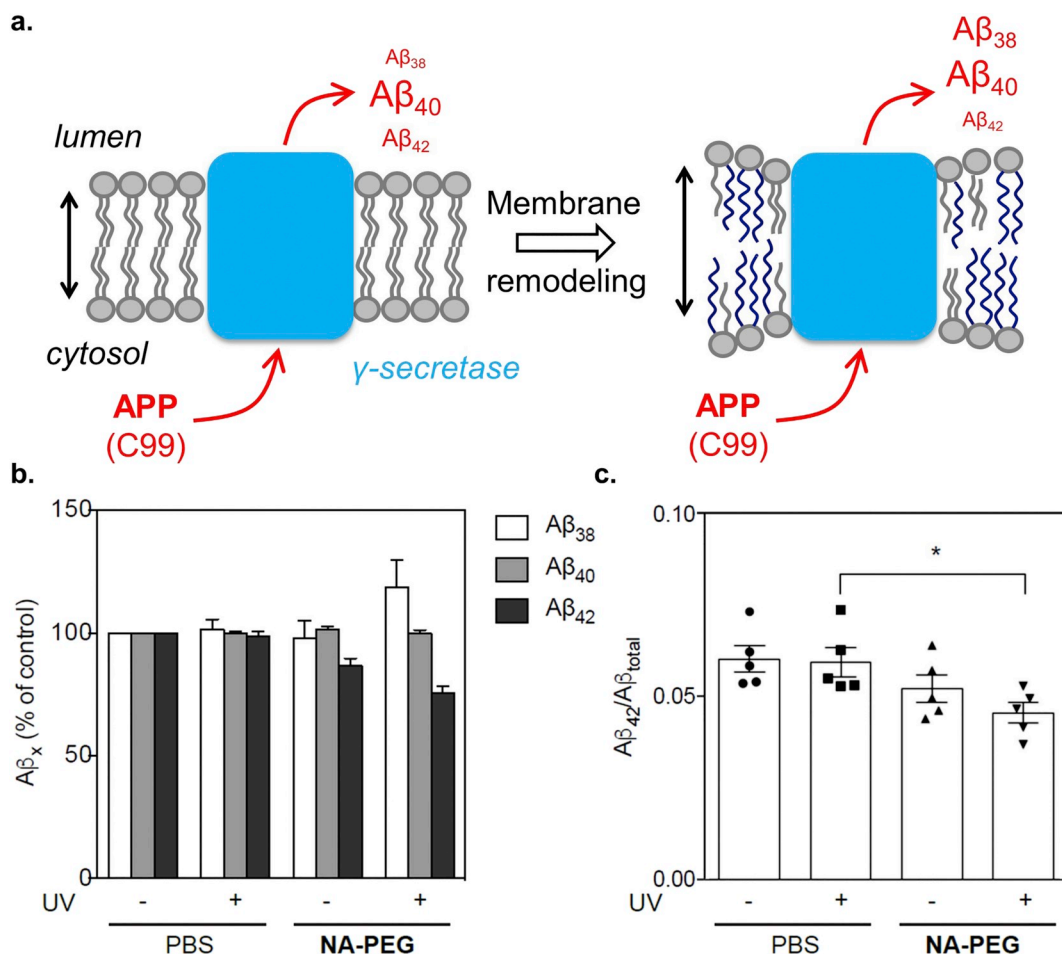 a.
lumen
Aβ₃₈
Aβ₄₀
Aβ₄₂
cytosol
APP
(C99)
γ-secretase
Membrane
remodeling
Aβ₃₈
Aβ₄₀
Aβ₄₂
APP
(C99)
b.
Aβₓ (% of control)
150
100
50
0
UV - + - +
PBS NA-PEG
Aβ₃₈
Aβ₄₀
Aβ₄₂
c.
Aβ₄₂/Aβtotal
0.10
0.05
0.00
*
UV - + - +
PBS NA-PEG